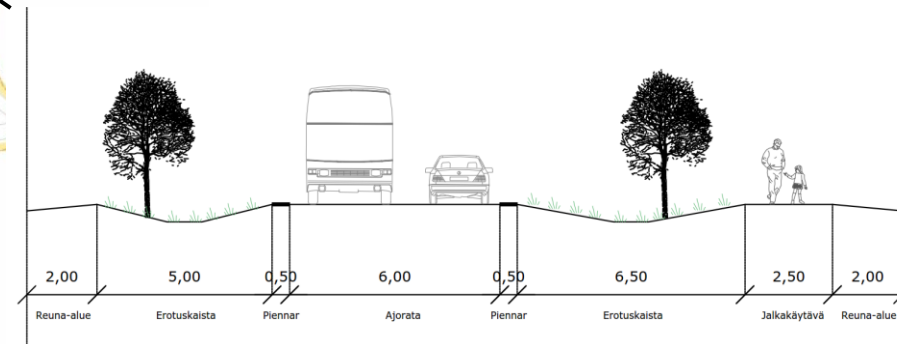 2,00 5,00 0,50 6,00 0,50 6,50 2,50 2,00
Reuna-alue Erotuskaista Piennar Ajorata Piennar Erotuskaista Jalkakäytävä Reuna-alue